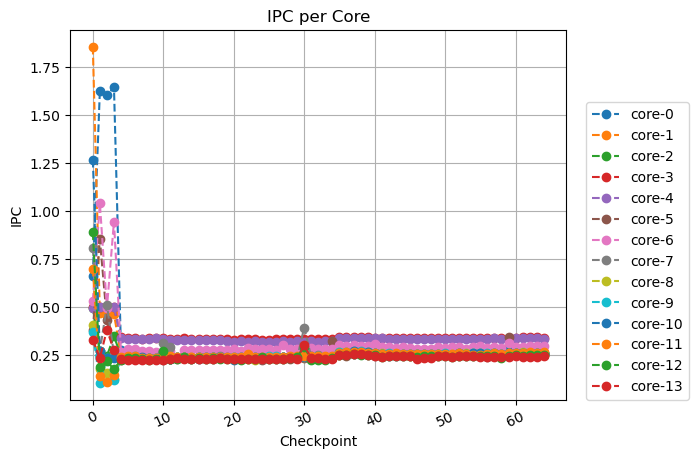 IPC per Core
IPC
1.75
1.50
1.25
1.00
0.75
0.50
0.25
0
10
20
30
40
50
60
Checkpoint
core-0
core-1
core-2
core-3
core-4
core-5
core-6
core-7
core-8
core-9
core-10
core-11
core-12
core-13